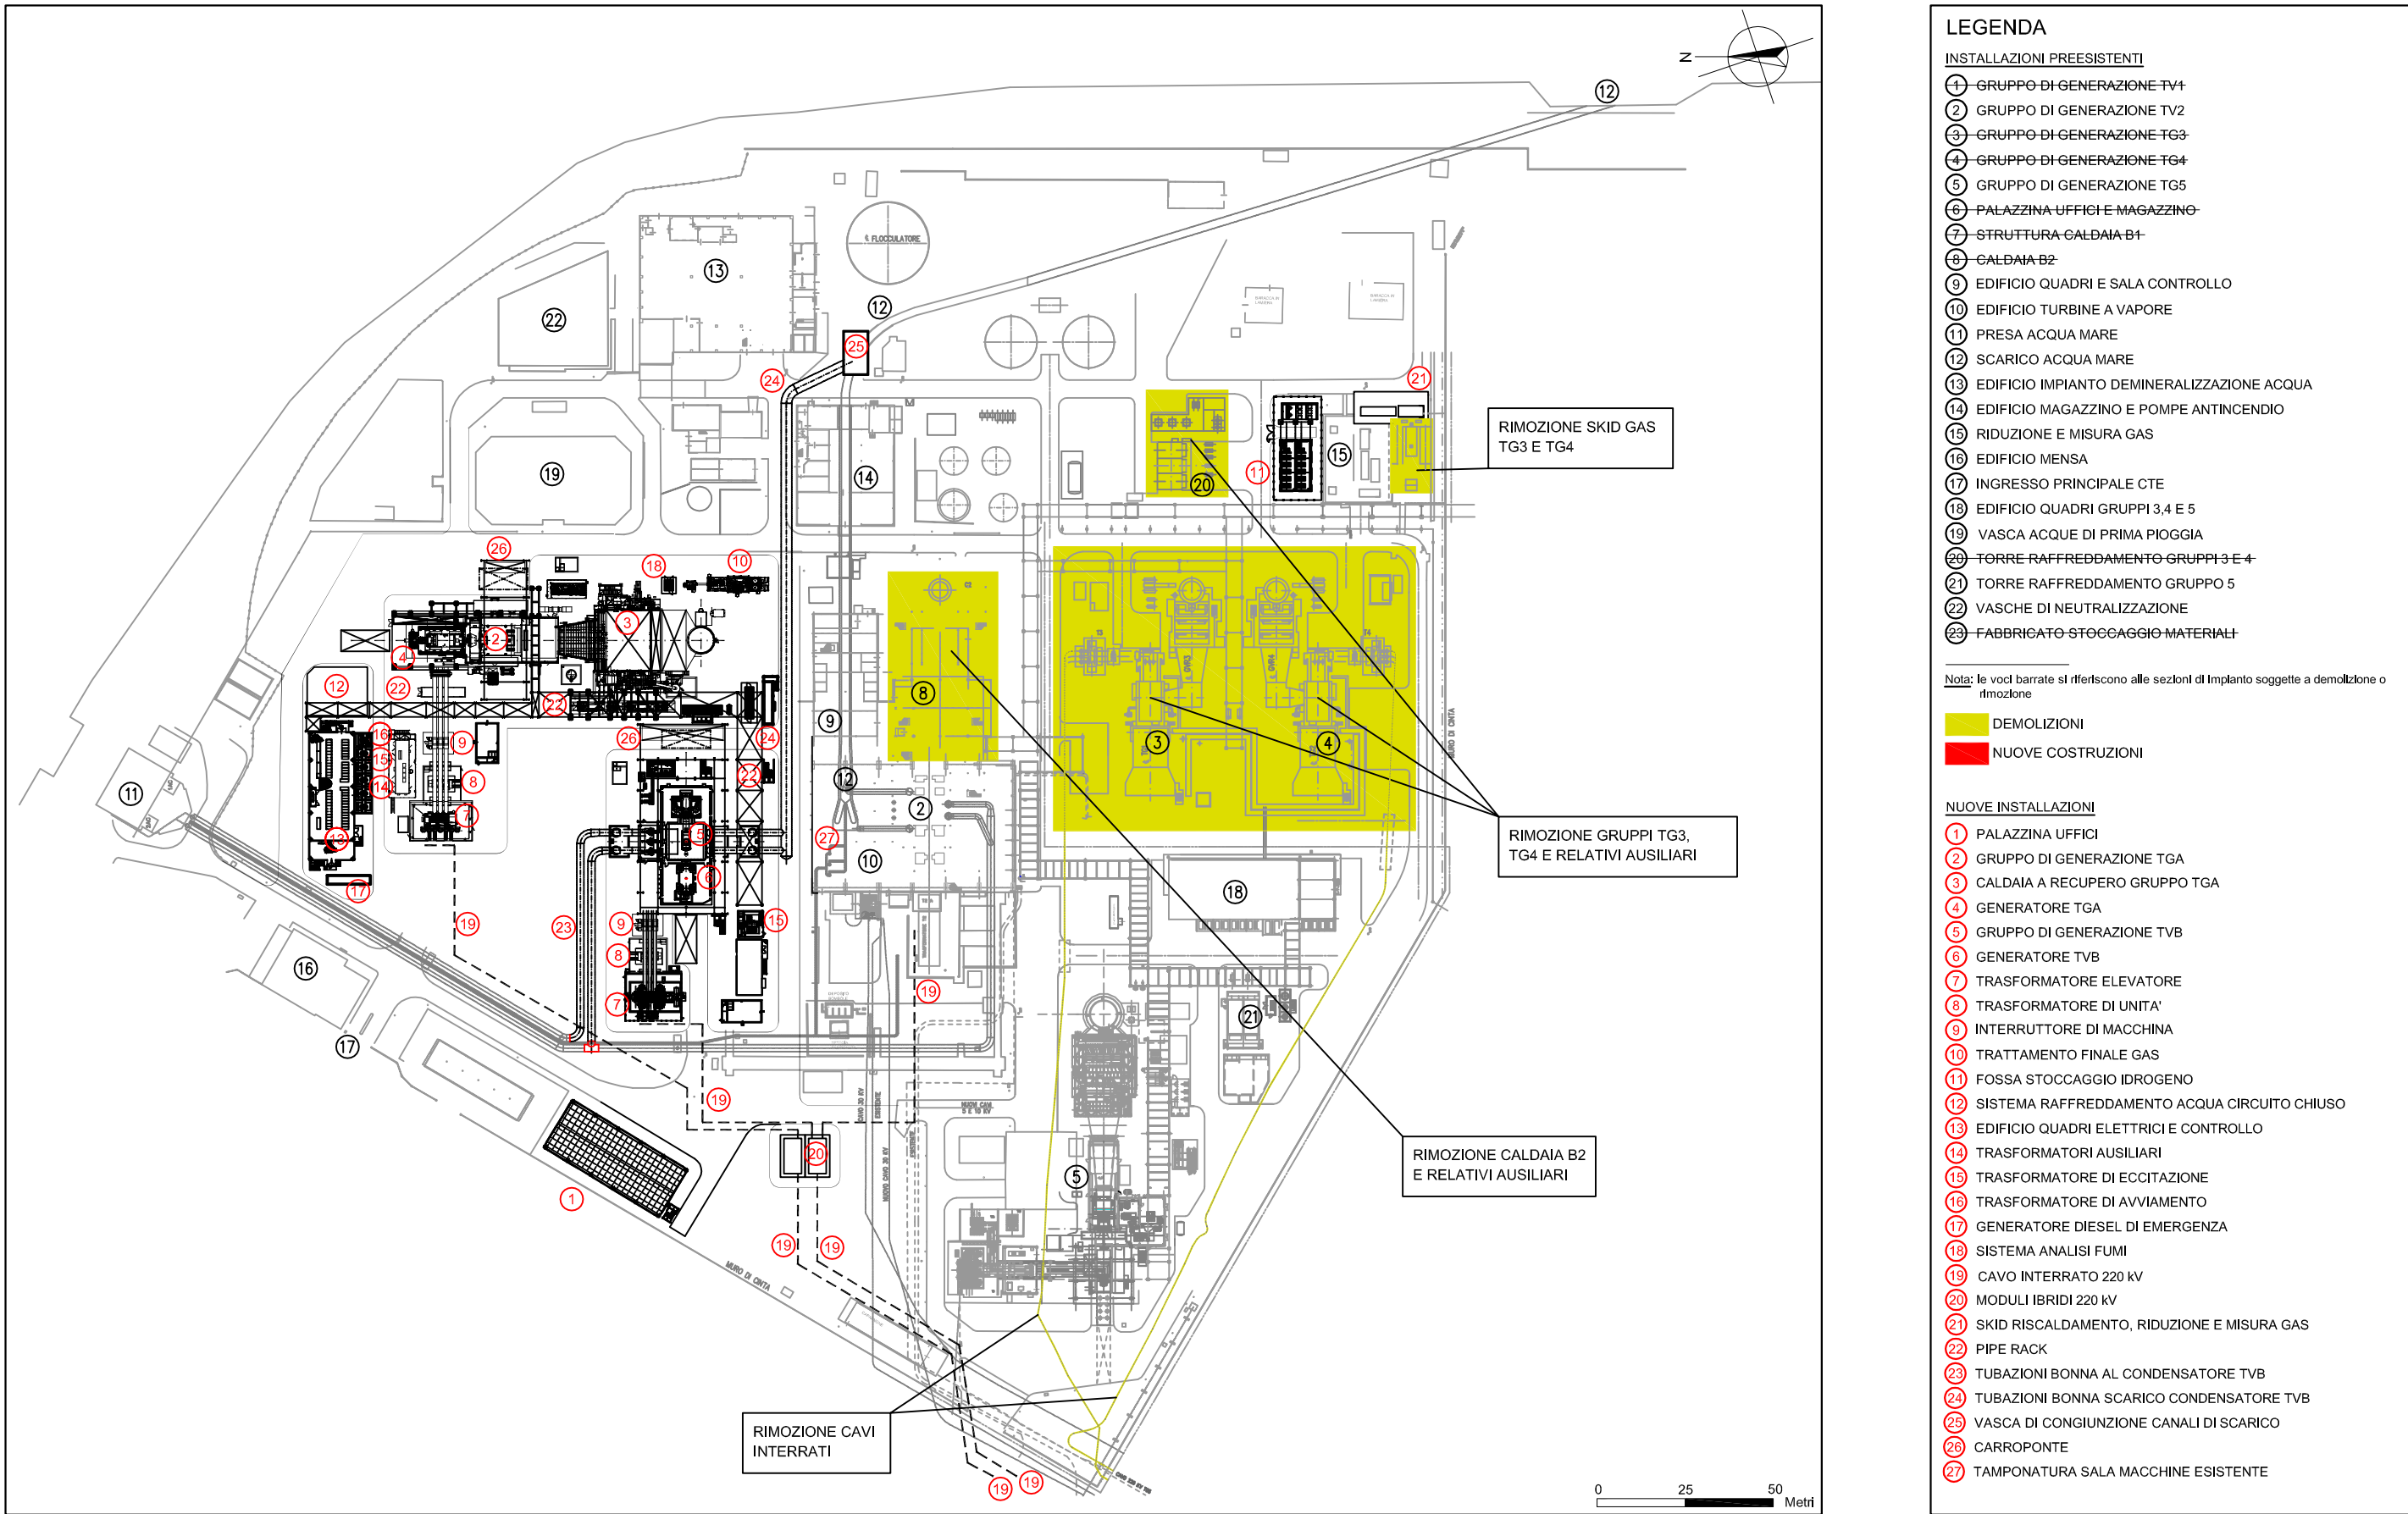 N
FLOCCULATORE
RIMOZIONE SKID GAS
TG3 E TG4
RIMOZIONE GRUPPI TG3,
TG4 E RELATIVI AUSILIARI
RIMOZIONE CALDAIA B2
E RELATIVI AUSILIARI
RIMOZIONE CAVI
INTERRATI
MURO DI CINTA
MURO DI CINTA
GVR3
GVR4
CAVO 30 KV
ESISTENTE
NUOVO CAVO 30 KV
ESISTENTE
NUOVI CAVI
0 25 50
Metri
LEGENDA
INSTALLAZIONI PREESISTENTI
1 GRUPPO DI GENERAZIONE TV1
2 GRUPPO DI GENERAZIONE TV2
3 GRUPPO DI GENERAZIONE TG3
4 GRUPPO DI GENERAZIONE TG4
5 GRUPPO DI GENERAZIONE TG5
6 PALAZZINA UFFICI E MAGAZZINO
7 STRUTTURA CALDAIA B1
8 CALDAIA B2
9 EDIFICIO QUADRI E SALA CONTROLLO
10 EDIFICIO TURBINE A VAPORE
11 PRESA ACQUA MARE
12 SCARICO ACQUA MARE
13 EDIFICIO IMPIANTO DEMINERALIZZAZIONE ACQUA
14 EDIFICIO MAGAZZINO E POMPE ANTINCENDIO
15 RIDUZIONE E MISURA GAS
16 EDIFICIO MENSA
17 INGRESSO PRINCIPALE CTE
18 EDIFICIO QUADRI GRUPPI 3,4 E 5
19 VASCA ACQUE DI PRIMA PIOGGIA
20 TORRE RAFFREDDAMENTO GRUPPI 3 E 4
21 TORRE RAFFREDDAMENTO GRUPPO 5
22 VASCHE DI NEUTRALIZZAZIONE
23 FABBRICATO STOCCAGGIO MATERIALI
Nota: le voci barrate si riferiscono alle sezioni di impianto soggette a demolizione o
rimozione
DEMOLIZIONI
NUOVE COSTRUZIONI
NUOVE INSTALLAZIONI
1 PALAZZINA UFFICI
2 GRUPPO DI GENERAZIONE TGA
3 CALDAIA A RECUPERO GRUPPO TGA
4 GENERATORE TGA
5 GRUPPO DI GENERAZIONE TVB
6 GENERATORE TVB
7 TRASFORMATORE ELEVATORE
8 TRASFORMATORE DI UNITA'
9 INTERRUTTORE DI MACCHINA
10 TRATTAMENTO FINALE GAS
11 FOSSA STOCCAGGIO IDROGENO
12 SISTEMA RAFFREDDAMENTO ACQUA CIRCUITO CHIUSO
13 EDIFICIO QUADRI ELETTRICI E CONTROLLO
14 TRASFORMATORI AUSILIARI
15 TRASFORMATORE DI ECCITAZIONE
16 TRASFORMATORE DI AVVIAMENTO
17 GENERATORE DIESEL DI EMERGENZA
18 SISTEMA ANALISI FUMI
19 CAVO INTERRATO 220 kV
20 MODULI IBRIDI 220 kV
21 SKID RISCALDAMENTO, RIDUZIONE E MISURA GAS
22 PIPE RACK
23 TUBAZIONI BONNA AL CONDENSATORE TVB
24 TUBAZIONI BONNA SCARICO CONDENSATORE TVB
25 VASCA DI CONGIUNZIONE CANALI DI SCARICO
26 CARROPONTE
27 TAMPONATURA SALA MACCHINE ESISTENTE